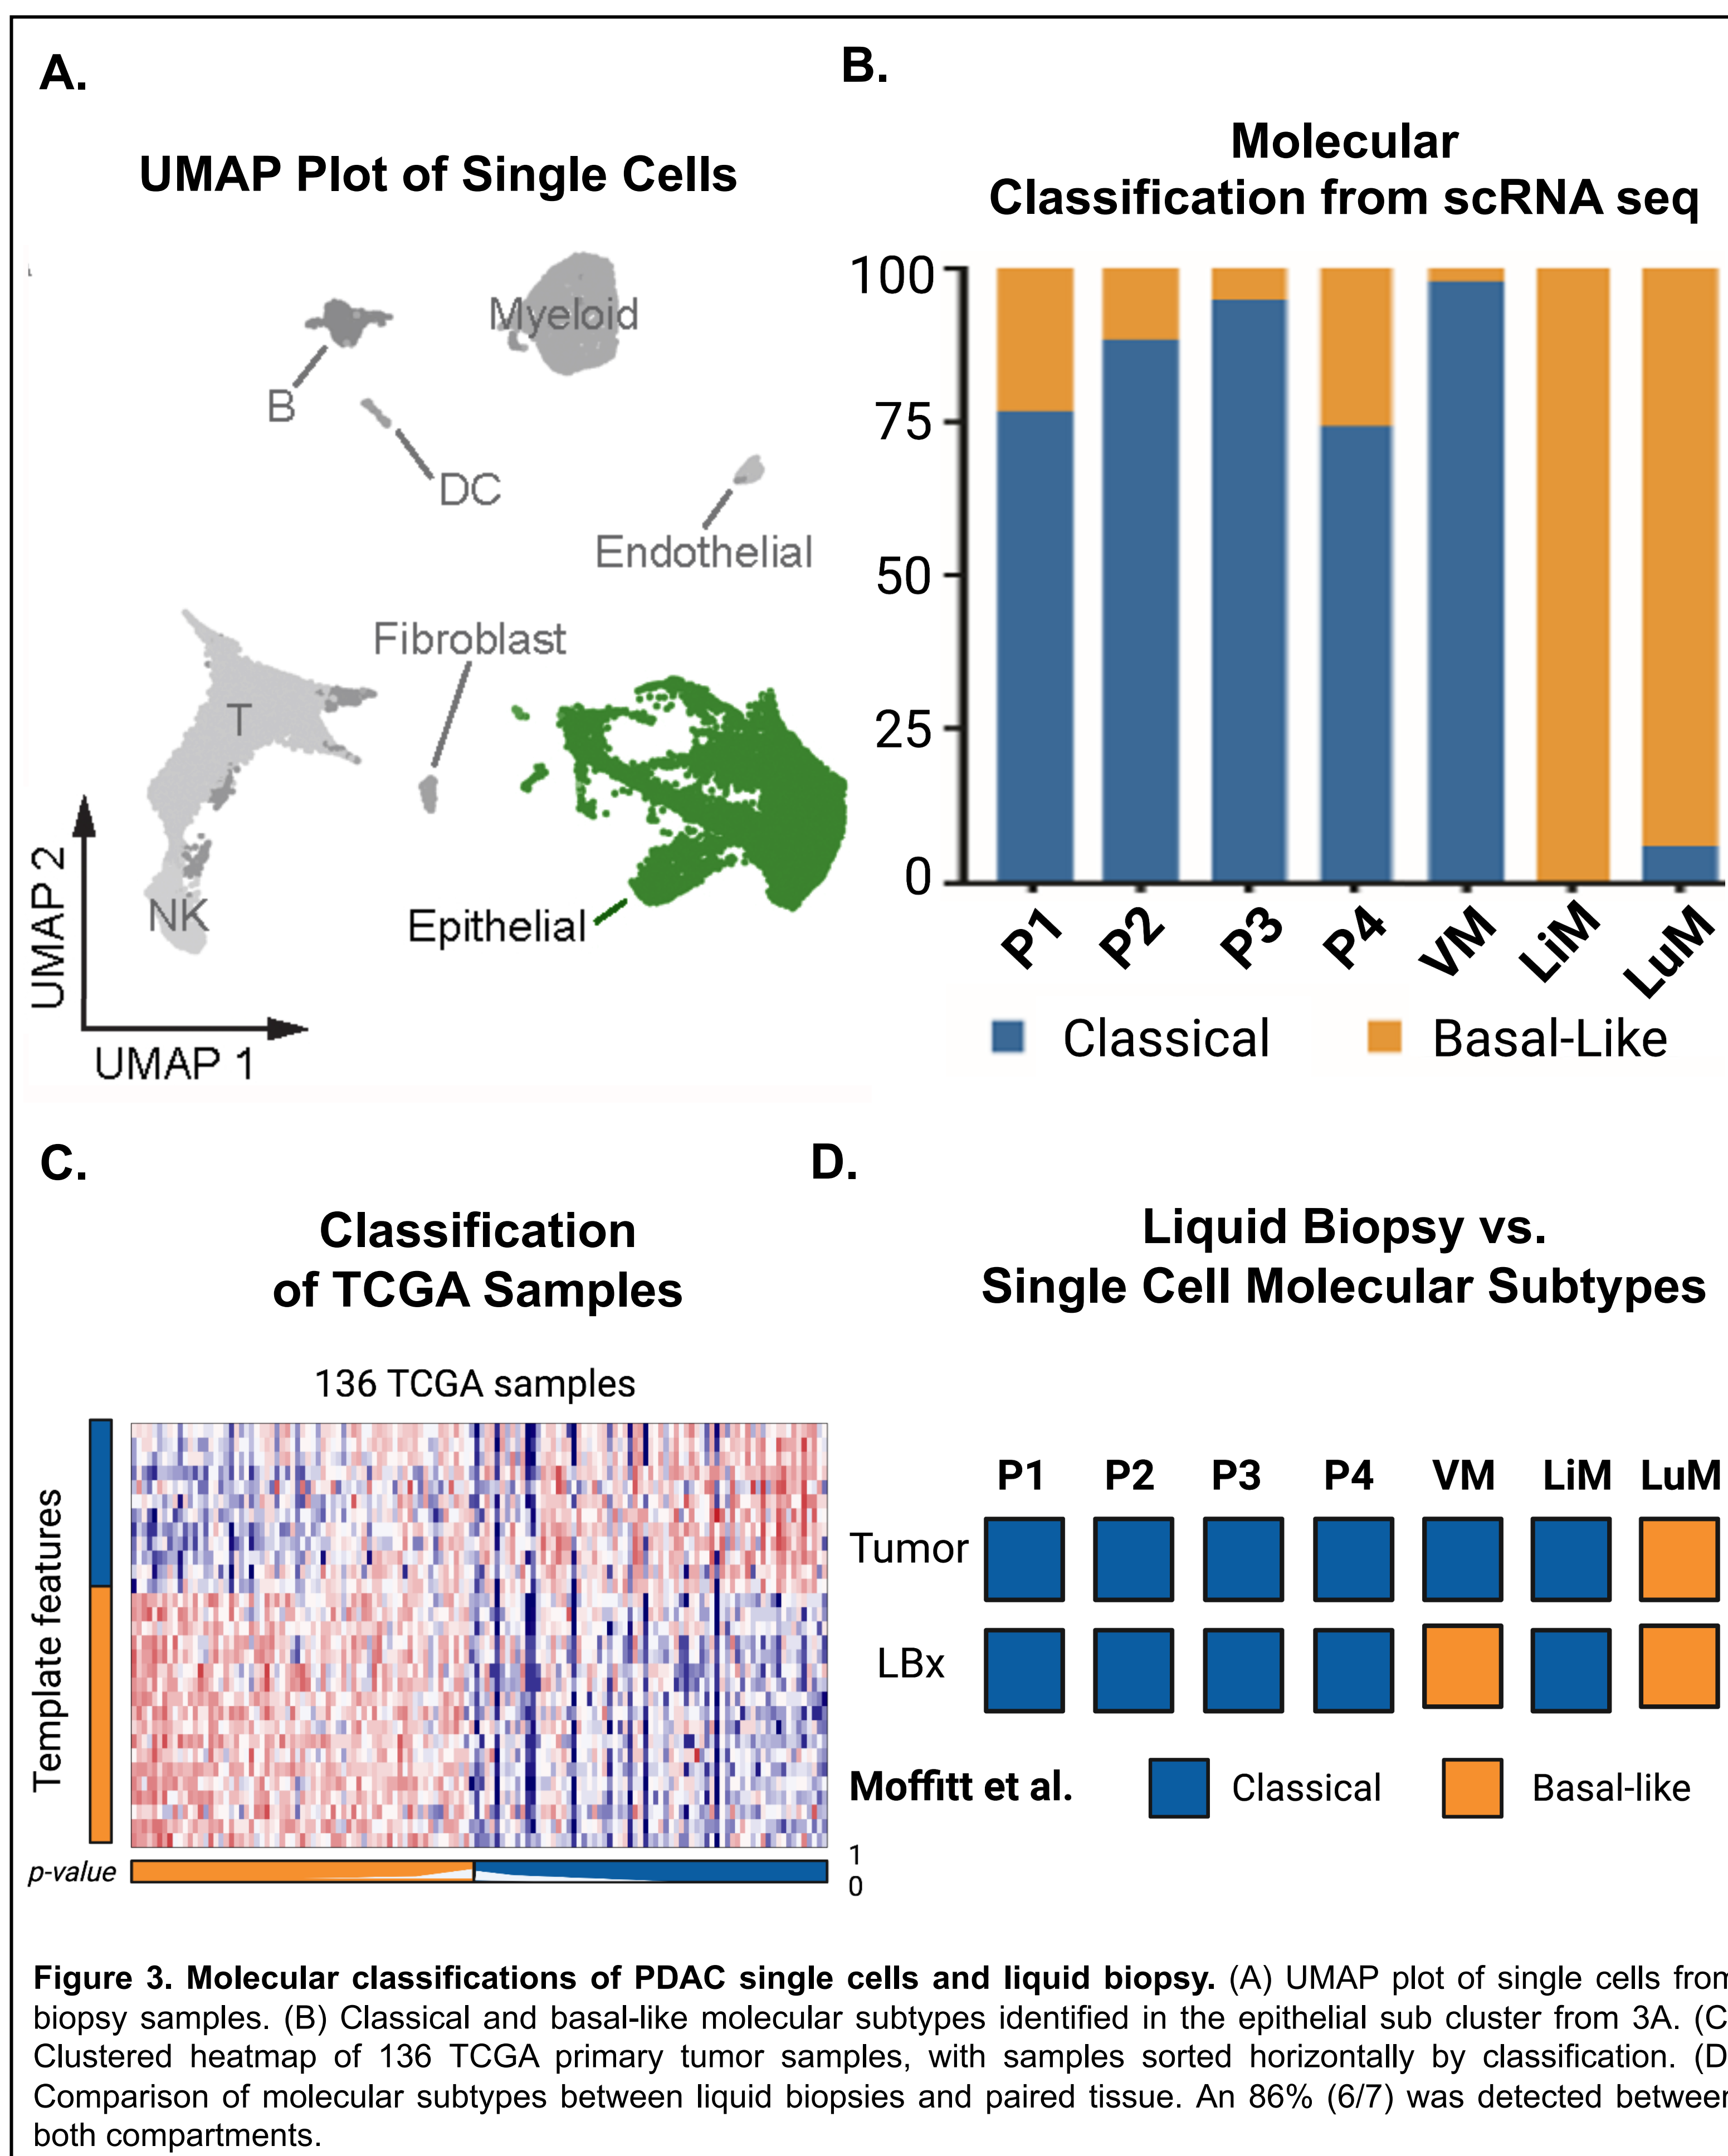 A.
UMAP Plot of Single Cells
Myeloid
B
DC
Endothelial
Fibroblast
T
NK
Epithelial
UMAP 2
UMAP 1
B.
Molecular
Classification from scRNA seq
100
75
50
25
0
P1 P2 P3 P4 VM LiM LuM
Classical Basal-Like
C.
Classification
of TCGA Samples
136 TCGA samples
Template features
p-value
1
0
D.
Liquid Biopsy vs.
Single Cell Molecular Subtypes
P1 P2 P3 P4 VM LiM LuM
Tumor
LBx
Moffitt et al. Classical Basal-like
Figure 3. Molecular classifications of PDAC single cells and liquid biopsy. (A) UMAP plot of single cells from
biopsy samples. (B) Classical and basal-like molecular subtypes identified in the epithelial sub cluster from 3A. (C
Clustered heatmap of 136 TCGA primary tumor samples, with samples sorted horizontally by classification. (D
Comparison of molecular subtypes between liquid biopsies and paired tissue. An 86% (6/7) was detected between
both compartments.